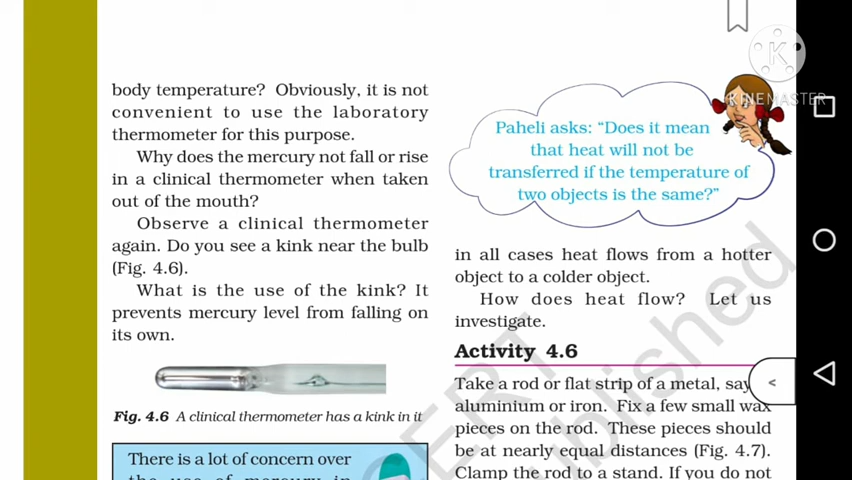 body temperature? Obviously, it is not
convenient to use the laboratory
thermometer for this purpose.
Why does the mercury not fall or rise
in a clinical thermometer when taken
out of the mouth?
Observe a clinical thermometer
again. Do you see a kink near the bulb
(Fig. 4.6).
What is the use of the kink? It
prevents mercury level from falling on
its own.
Fig. 4.6 A clinical thermometer has a kink in it
There is a lot of concern over
the use of mercury in
K
KINEMASTER
Paheli asks: “Does it mean
that heat will not be
transferred if the temperature of
two objects is the same?”
in all cases heat flows from a hotter
object to a colder object.
How does heat flow? Let us
investigate.
Activity 4.6
Take a rod or flat strip of a metal, say
aluminium or iron. Fix a few small wax
pieces on the rod. These pieces should
be at nearly equal distances (Fig. 4.7).
Clamp the rod to a stand. If you do not